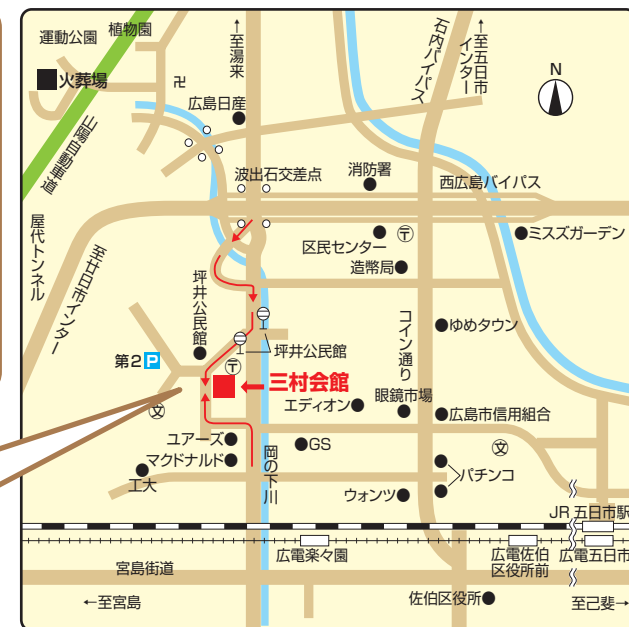 運動公園
植物園
←至湯来
石内バイパス
←至五日市
インター
N
火葬場
卍
広島日産
山陽自動車道
波出石交差点
消防署
西広島バイパス
屋代トンネル
至廿日市インター
区民センター
〒
ミスズガーデン
造幣局
坪井公民館
コイン通り
ゆめタウン
坪井公民館
第2 P
〒
三村会館
エディオン
眼鏡市場
広島市信用組合
文
ユアーズ
GS
文
マクドナルド
岡の下川
パチンコ
工大
ウォンツ
JR 五日市駅
広電楽々園
広電佐伯
区役所前
広電五日市
宮島街道
←至宮島
佐伯区役所
至己斐→